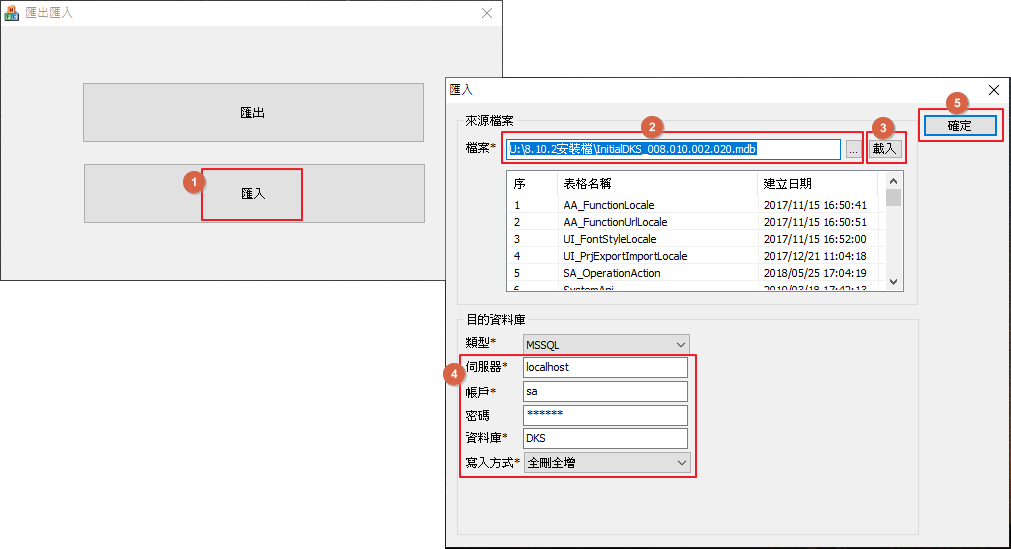 匯出匯入
匯出
1
匯入
匯入
5
確定
來源檔案
2
3
檔案* U:\8.10.2安裝檔\InitialDKS_008.010.002.020.mdb ... 載入
序 表格名稱 建立日期
1 AA_FunctionLocale 2017/11/15 16:50:41
2 AA_FunctionUrlLocale 2017/11/15 16:50:51
3 UI_FontStyleLocale 2017/11/15 16:52:00
4 UI_PrjExportImportLocale 2017/12/21 11:04:18
5 SA_OperationAction 2018/05/25 17:04:19
6 SystemApi
目的資料庫
類型* MSSQL
4
伺服器* localhost
帳戶* sa
密碼 ******
資料庫* DKS
寫入方式* 全刪全增